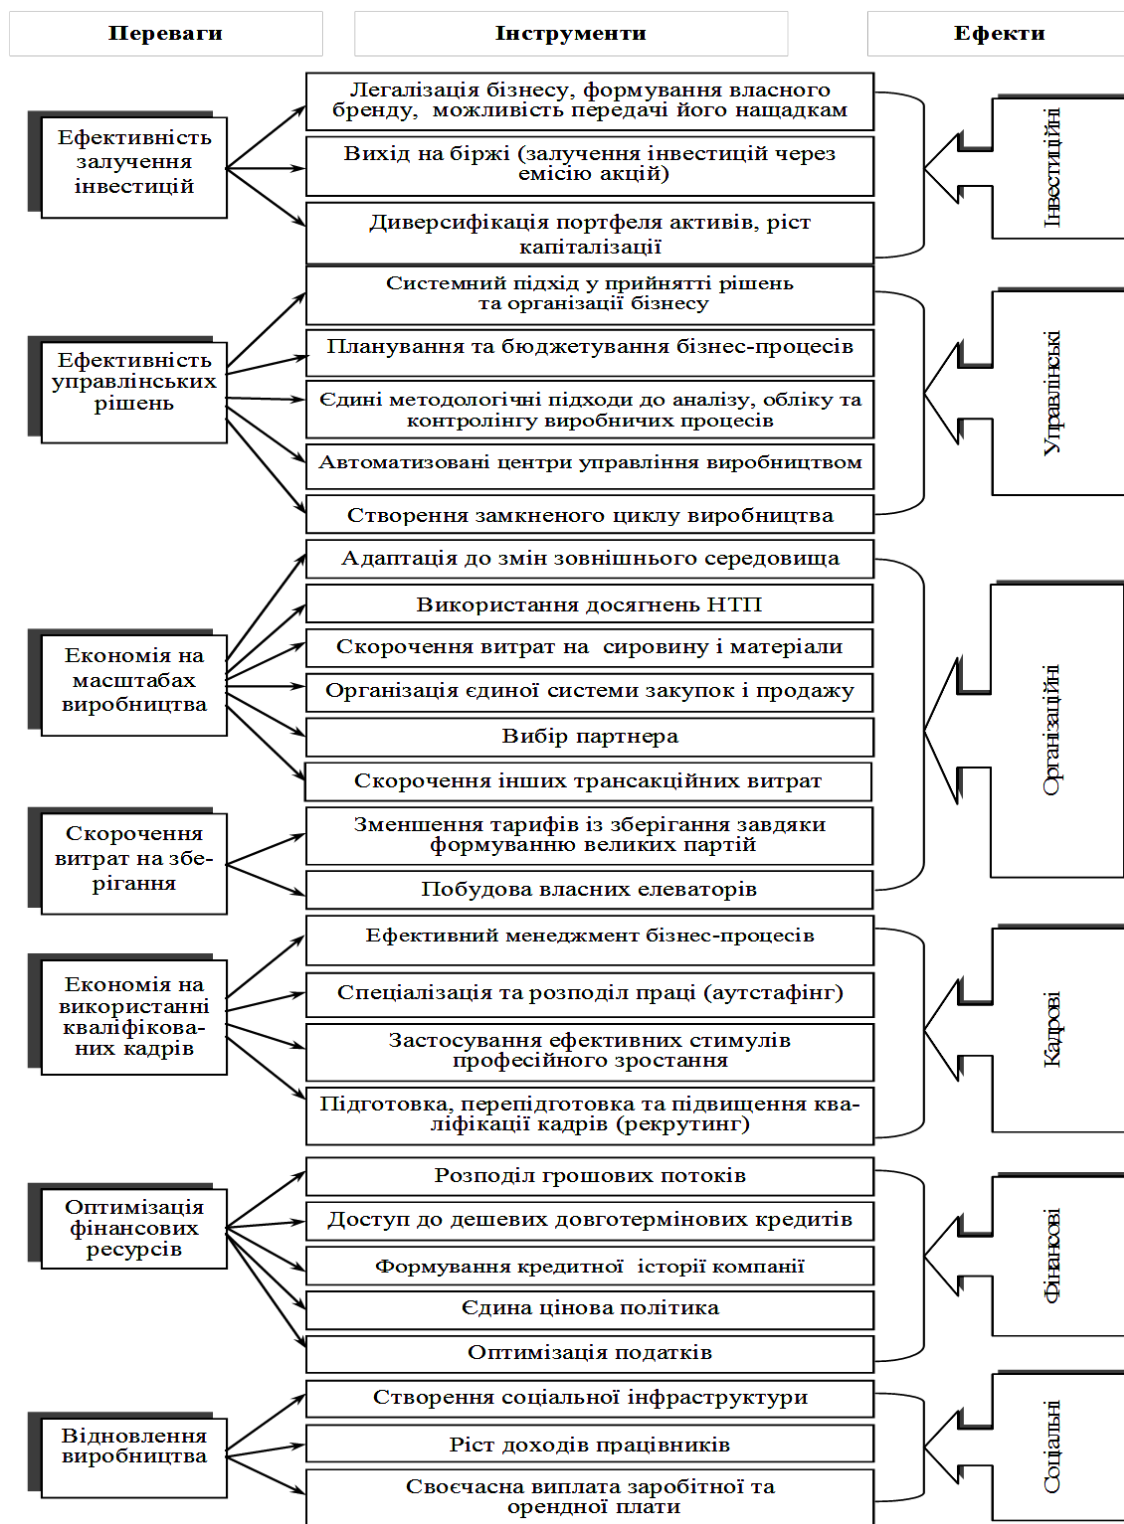 Переваги
Інструменти
Ефекти
Ефективність
залучення
інвестицій
Легалізація бізнесу, формування власного
бренду, можливість передачі його нащадкам
Вихід на біржі (залучення інвестицій через
емісію акцій)
Диверсифікація портфеля активів, ріст
капіталізації
Інвестиційні
Ефективність
управлінських
рішень
Системний підхід у прийнятті рішень
та організації бізнесу
Планування та бюджетування бізнес-процесів
Єдині методологічні підходи до аналізу, обліку та
контролінгу виробничих процесів
Автоматизовані центри управління виробництвом
Створення замкненого циклу виробництва
Управлінські
Економія на
масштабах
виробництва
Адаптація до змін зовнішнього середовища
Використання досягнень НТП
Скорочення витрат на сировину і матеріали
Організація єдиної системи закупок і продажу
Вибір партнера
Скорочення інших трансакційних витрат
Скорочення
витрат на збе-
рігання
Зменшення тарифів із зберігання завдяки
формуванню великих партій
Побудова власних елеваторів
Організаційні
Економія на
використанні
кваліфікова-
них кадрів
Ефективний менеджмент бізнес-процесів
Спеціалізація та розподіл праці (аутстафінг)
Застосування ефективних стимулів
професійного зростання
Підготовка, перепідготовка та підвищення ква-
ліфікації кадрів (рекрутинг)
Кадрові
Оптимізація
фінансових
ресурсів
Розподіл грошових потоків
Доступ до дешевих довготермінових кредитів
Формування кредитної історії компанії
Єдина цінова політика
Оптимізація податків
Фінансові
Відновлення
виробництва
Створення соціальної інфраструктури
Ріст доходів працівників
Своєчасна виплата заробітної та
орендної плати
Соціальні